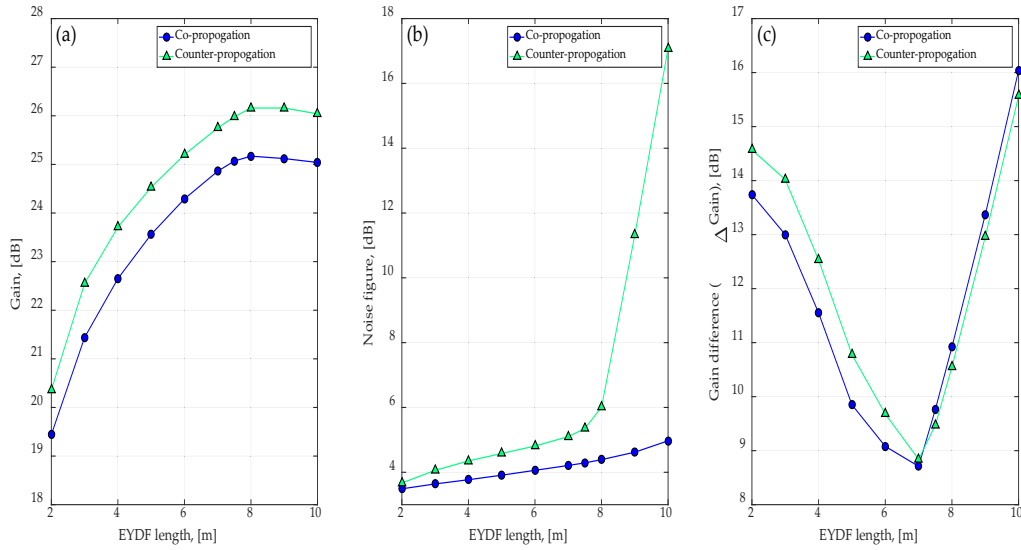 (a)
Co-propogation
Counter-propogation
28
27
26
25
24
23
22
21
20
19
18
Gain, [dB]
2
4
6
8
10
EYDF length, [m]
(b)
Co-propogation
Counter-propogation
18
16
14
12
10
8
6
4
Noise figure, [dB]
2
4
6
8
10
EYDF length, [m]
(c)
Co-propogation
Counter-propogation
17
16
15
14
13
12
11
10
9
8
Gain difference ( Δ Gain), [dB]
2
4
6
8
10
EYDF length, [m]